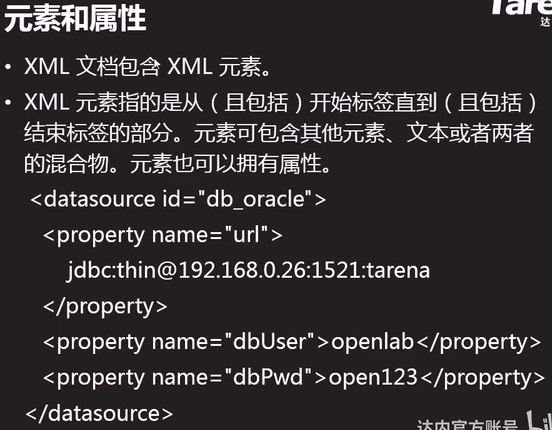 元素和属性
Tare
达
• XML 文档包含 XML 元素。
• XML 元素指的是从（且包括）开始标签直到（且包括）
结束标签的部分。元素可包含其他元素、文本或者两者
的混合物。元素也可以拥有属性。
<datasource id="db_oracle">
<property name="url">
jdbc:thin@192.168.0.26:1521:tarena
</property>
<property name="dbUser">openlab</property>
<property name="dbPwd">open123</property>
</datasource>
达内官方账号